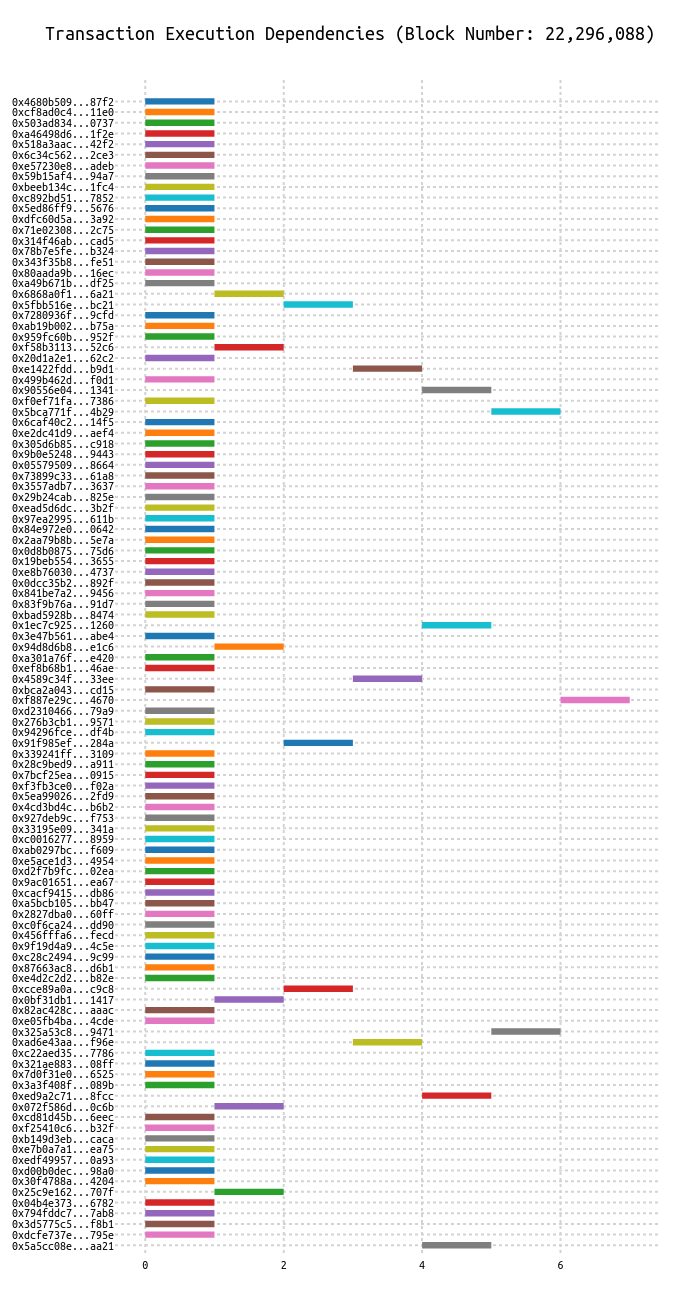 Transaction Execution Dependencies (Block Number: 22,296,088)
0x4680b509...87f2
0xcf8ad0c4...11e0
0x503ad834...0737
0xa46498d6...1f2e
0x518a3aac...42f2
0x6c34c562...2ce3
0xe57230e8...adeb
0x59b15af4...94a7
0xbeeb134c...1fc4
0xc892bd51...7852
0x5ed86ff9...5676
0xdfc60d5a...3a92
0x71e02308...2c75
0x314f46ab...cad5
0x78b7e5fe...b324
0x343f35b8...fe51
0x80aada9b...16ec
0xa49b671b...df25
0x6868a0f1...6a21
0x5fbb516e...bc21
0x7280936f...9cfd
0xab19b002...b75a
0x959fc60b...952f
0xf58b3113...52c6
0x20d1a2e1...62c2
0xe1422fdd...b9d1
0x499b462d...f0d1
0x90556e04...1341
0xf0ef71fa...7386
0x5bca771f...4b29
0x6caf40c2...14f5
0xe2dc41d9...aef4
0x305d6b85...c918
0x9b0e5248...9443
0x05579509...8664
0x73899c33...61a8
0x3557adb7...3637
0x29b24cab...825e
0xead5d6dc...3b2f
0x97ea2995...611b
0x84e972e0...0642
0x2aa79b8b...5e7a
0x0d8b0875...75d6
0x19beb554...3655
0xe8b76030...4737
0x0dcc35b2...892f
0x841be7a2...9456
0x83f9b76a...91d7
0xbad5928b...8474
0x1ec7c925...1260
0x3e47b561...abe4
0x94d8d6b8...e1c6
0xa301a76f...e420
0xef8b68b1...46ae
0x4589c34f...33ee
0xbca2a043...cd15
0xf887e29c...4670
0xd2310466...79a9
0x276b3cb1...9571
0x94296fce...df4b
0x91f985ef...284a
0x339241ff...3109
0x28c9bed9...a911
0x7bcf25ea...0915
0xf3fb3ce0...f02a
0x5ea99026...2fd9
0x4cd3bd4c...b6b2
0x927deb9c...f753
0x33195e09...341a
0xc0016277...8959
0xab0297bc...f609
0xe5ace1d3...4954
0xd2f7b9fc...02ea
0x9ac01651...ea67
0xcacf9415...db86
0xa5bcb105...bb47
0x2827dba0...60ff
0xc0f6ca24...dd90
0x456fffa6...fecd
0x9f19d4a9...4c5e
0xc28c2494...9c99
0x87663ac8...d6b1
0xe4d2c2d2...b82e
0xcce89a0a...c9c8
0x0bf31db1...1417
0x82ac428c...aaac
0xe05fb4ba...4cde
0x325a53c8...9471
0xad6e43aa...f96e
0xc22aed35...7786
0x321ae883...08ff
0x7d0f31e0...6525
0x3a3f408f...089b
0xed9a2c71...8fcc
0x072f586d...0c6b
0xcd81d45b...6eec
0xf25410c6...b32f
0xb149d3eb...caca
0xe7b0a7a1...ea75
0xedf49957...0a93
0xd00b0dec...98a0
0x30f4788a...4204
0x25c9e162...707f
0x04b4e373...6782
0x794fddc7...7ab8
0x3d5775c5...f8b1
0xdcfe737e...795e
0x5a5cc08e...aa21
0 2 4 6